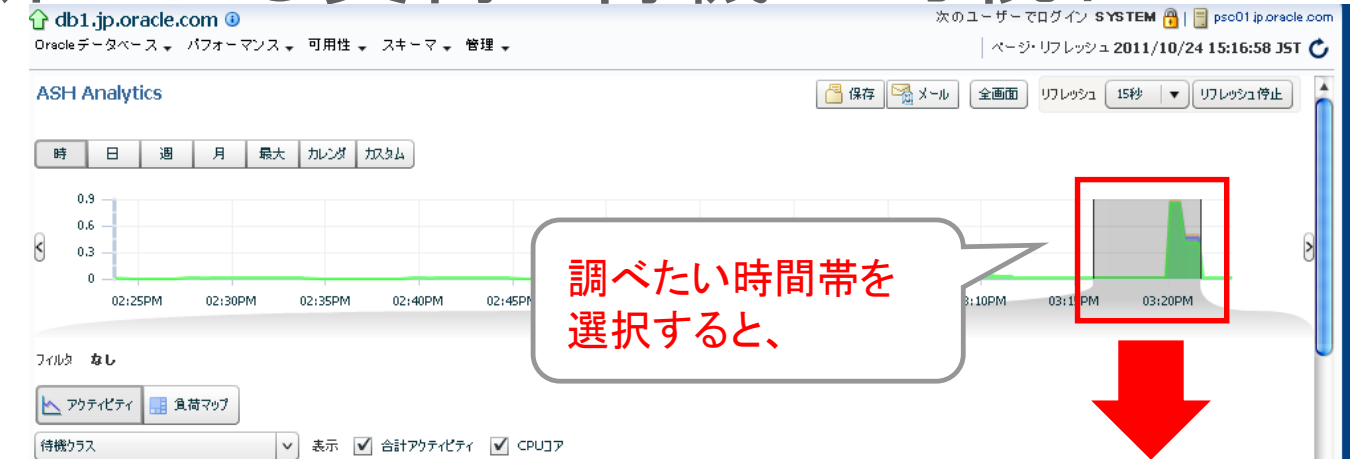 db1.jp.oracle.com
次のユーザーでログイン SYSTEM
psc01.jp.oracle.com
Oracleデータベース パフォーマンス 可用性 スキーマ 管理
ページ・リフレッシュ 2011/10/24 15:16:58 JST
ASH Analytics
保存 メール 全画面 リフレッシュ 15秒 リフレッシュ停止
時 日 週 月 最大 カレンダ カスタム
0.9
0.6
0.3
0
02:25PM 02:30PM 02:35PM 02:40PM 02:45PM 3:10PM 03:15PM 03:20PM
調べたい時間帯を
選択すると、
フィルタ なし
アクティビティ 負荷マップ
待機クラス 表示 合計アクティビティ CPUコア